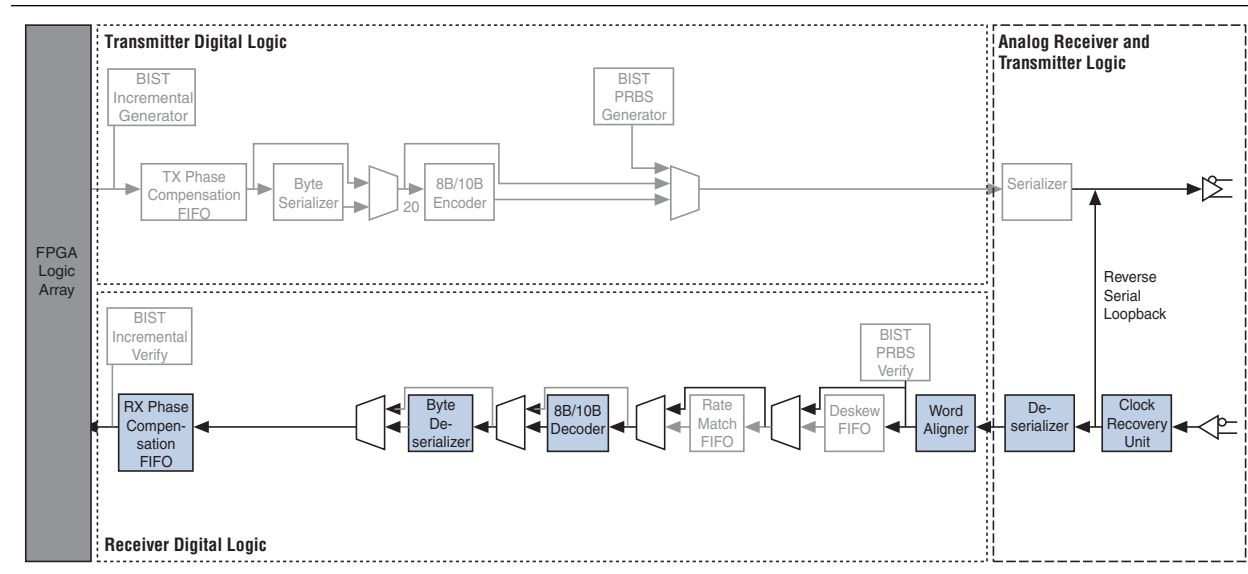 Transmitter Digital Logic
Analog Receiver and
Transmitter Logic
BIST
Incremental
Generator
BIST
PRBS
Generator
TX Phase
Compensation
FIFO
Byte
Serializer
20
8B/10B
Encoder
Serializer
FPGA
Logic
Array
Reverse
Serial
Loopback
BIST
Incremental
Verify
BIST
PRBS
Verify
RX Phase
Compen-
sation
FIFO
Byte
De-
serializer
8B/10B
Decoder
Rate
Match
FIFO
Deskew
FIFO
Word
Aligner
De-
serializer
Clock
Recovery
Unit
Receiver Digital Logic